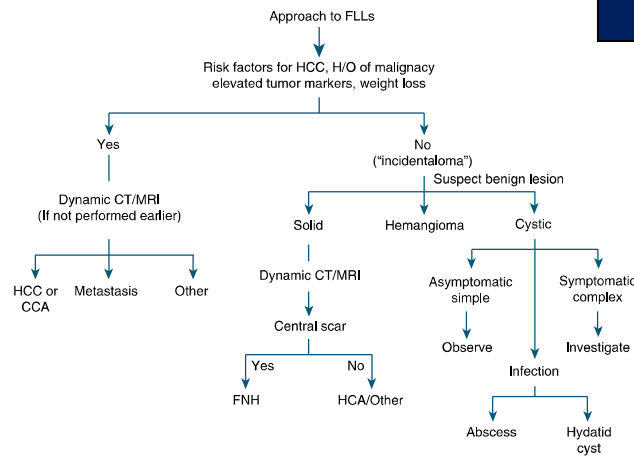 Approach to FLLs
Risk factors for HCC, H/O of malignacy
elevated tumor markers, weight loss
Yes
No
("incidentaloma")
Suspect benign lesion
Dynamic CT/MRI
(If not performed earlier)
Solid
Hemangioma
Cystic
HCC or
CCA
Metastasis
Other
Dynamic CT/MRI
Asymptomatic
simple
Symptomatic
complex
Central scar
Observe
Investigate
Yes
No
Infection
FNH
HCA/Other
Abscess
Hydatid
cyst